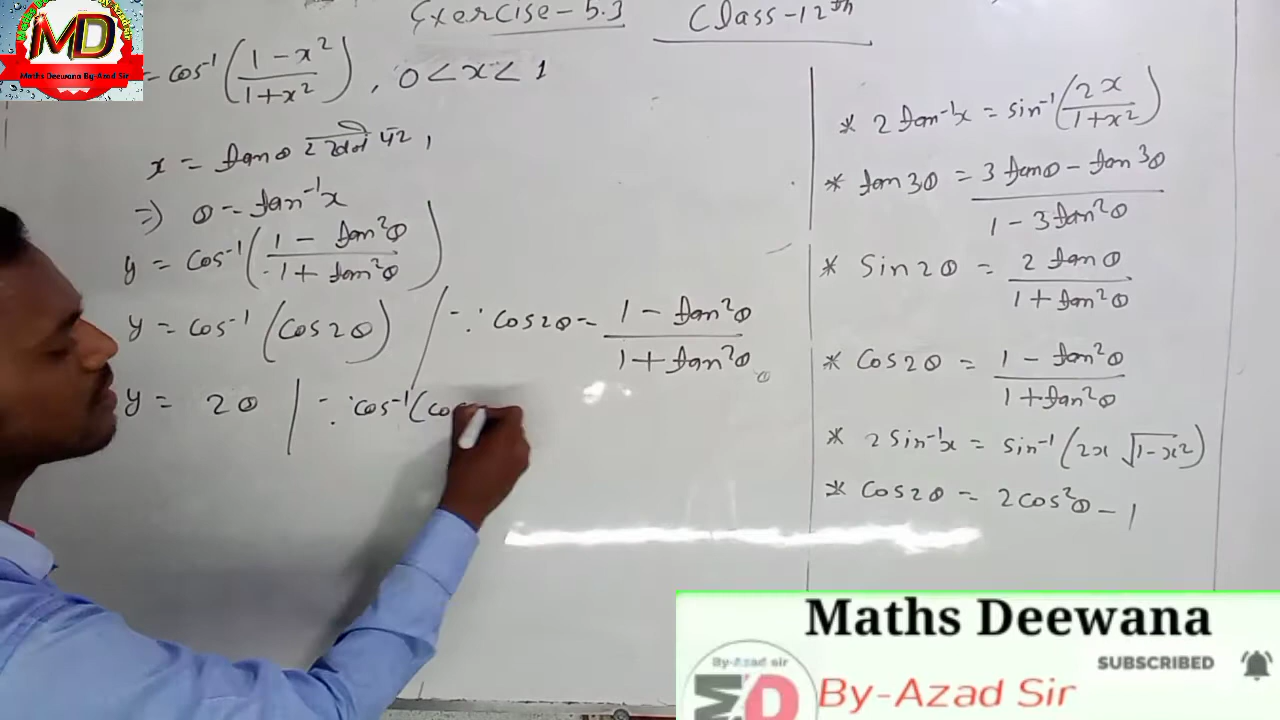 Exercise-5.3 Class-12th
MD
Maths Deewana By-Azad Sir
= cos⁻¹ ((1-x²)/(1+x²)), 0<x<1
x = tanθ रखने पर,
⇒ θ = tan⁻¹x
y = cos⁻¹ ((1 - tan²θ)/(1 + tan²θ))
y = cos⁻¹ (cos2θ) / ∵ cos2θ = (1 - tan²θ)/(1 + tan²θ)
y = 2θ | ∵ cos⁻¹(co
* 2tan⁻¹x = sin⁻¹(2x/(1+x²))
* tan3θ = (3tanθ - tan3θ)/(1 - 3tan²θ)
* Sin2θ = (2tanθ)/(1 + tan²θ)
* Cos2θ = (1 - tan²θ)/(1 + tan²θ)
* 2Sin⁻¹x = Sin⁻¹(2x √(1-x²))
* Cos2θ = 2cos²θ - 1
Maths Deewana
By-Azad sir
SUBSCRIBED
MD
By-Azad Sir